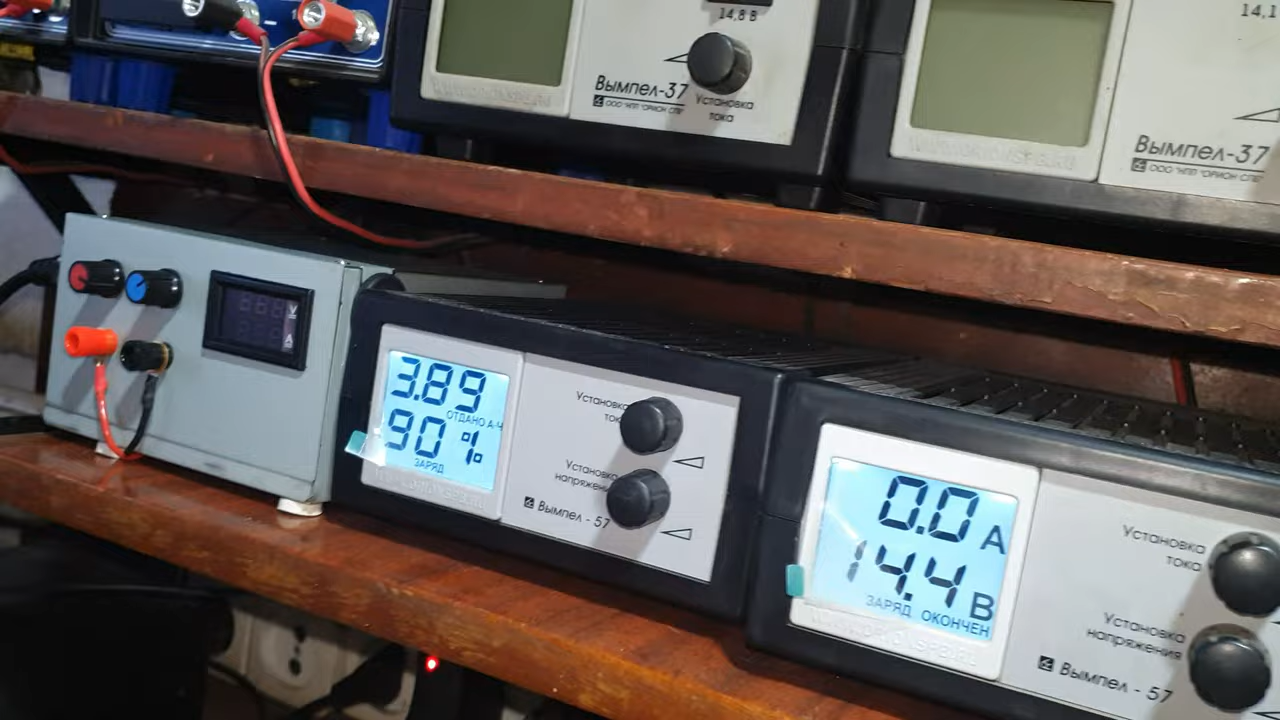 14,8 В
Вымпел-37
ООО "НПП "ОРИОН СПБ"
Установка
тока
14,1
Вымпел-37
ООО "НПП "ОРИОН СПБ
V
A
3.89
ОТДАНО А·Ч
90%
ЗАРЯД
Установка
тока
Установка
напряжения
Вымпел - 57
0.0 А
14.4 В
ЗАРЯД ОКОНЧЕН
Установка
тока
Установка
напряжения
Вымпел - 57